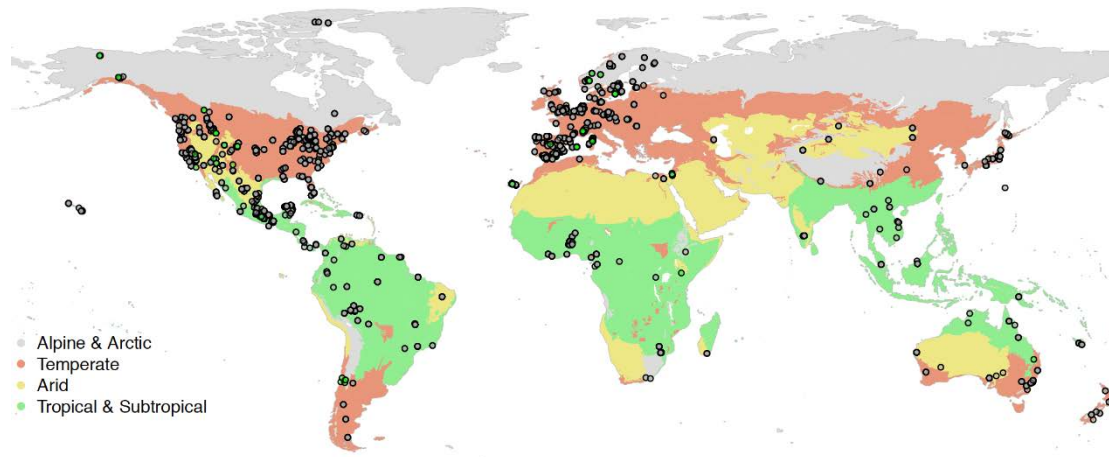 Alpine & Arctic
Temperate
Arid
Tropical & Subtropical